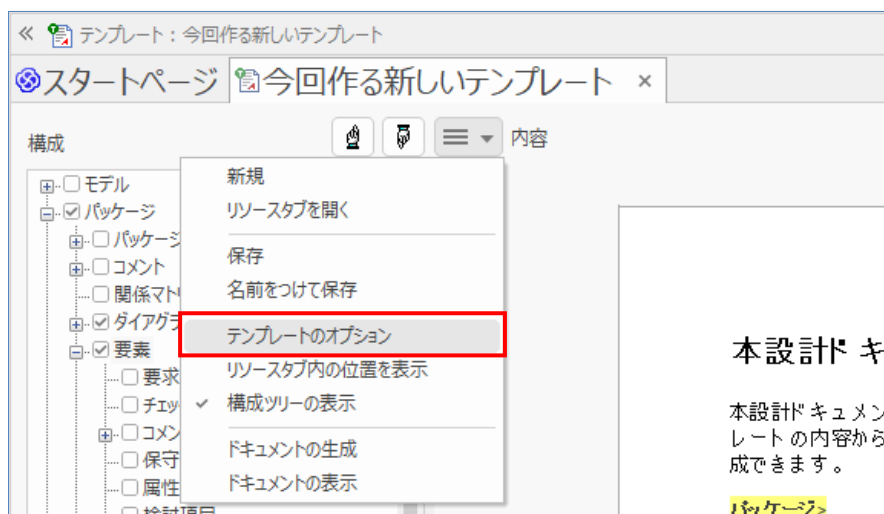 テンプレート：今回作る新しいテンプレート
スタートページ
今回作る新しいテンプレート ×
構成
内容
モデル
パッケージ
パッケージ
コメント
関係マトリ
ダイアグラ
要素
要求
チェッ
コメン
保守
属性
検討項目
新規
リソースタブを開く
保存
名前をつけて保存
テンプレートのオプション
リソースタブ内の位置を表示
構成ツリーの表示
ドキュメントの生成
ドキュメントの表示
本設計ドキ
本設計ドキュメン
レートの内容から
成できます。
パッケージ>